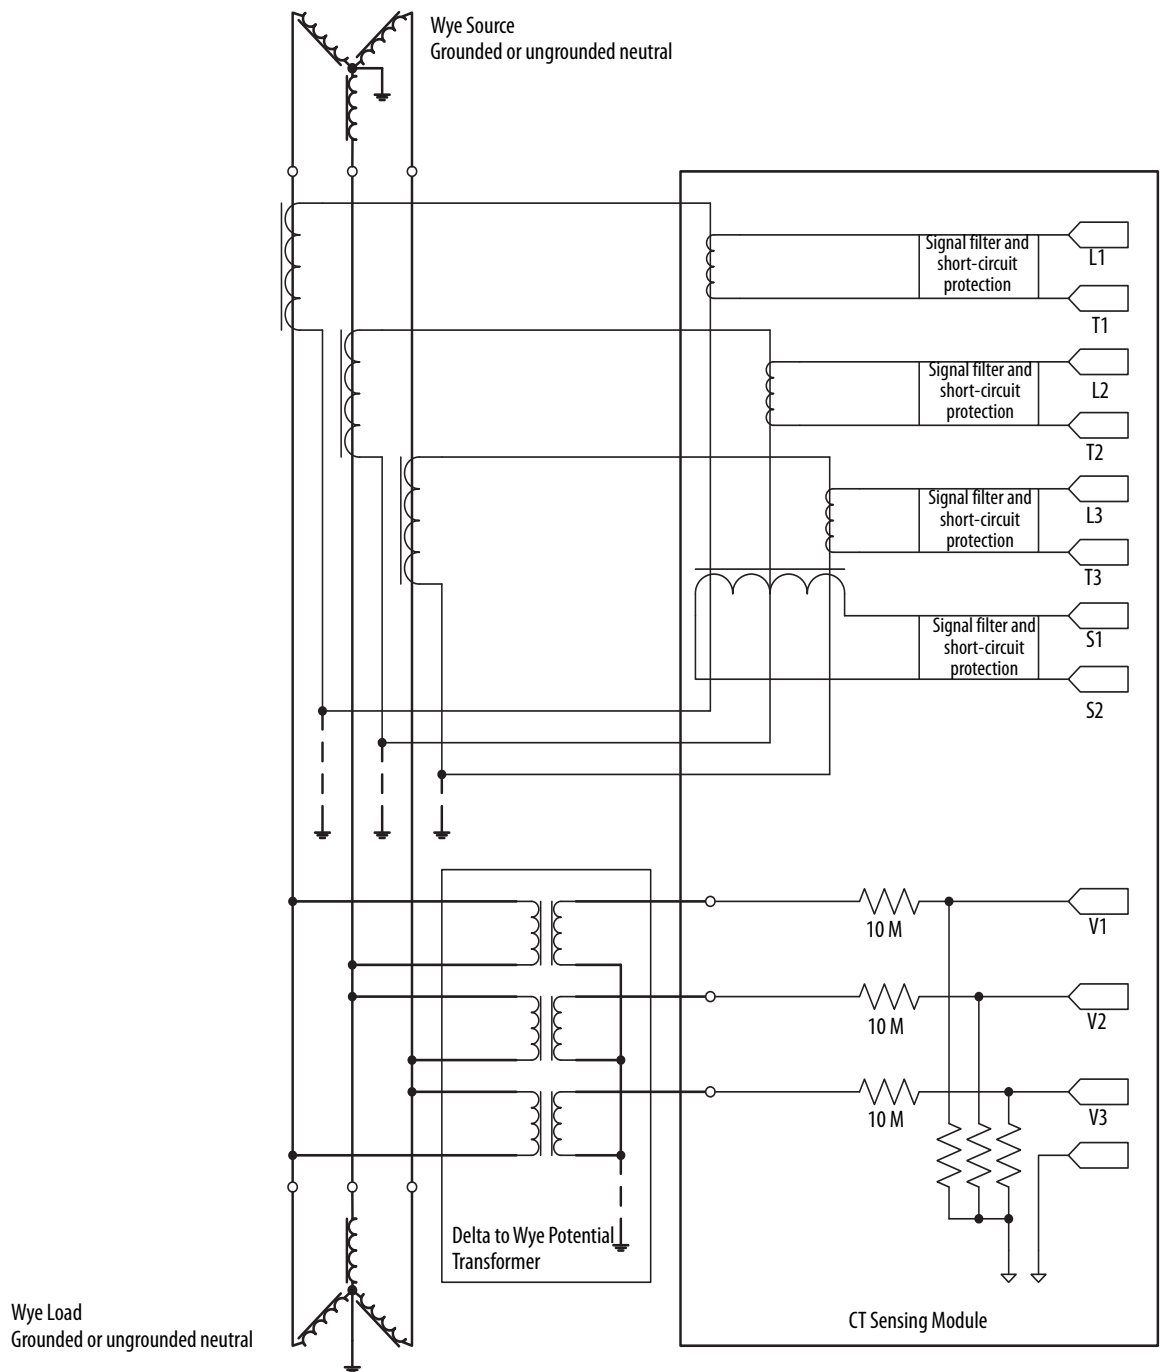 Wye Source
Grounded or ungrounded neutral
Signal filter and
short-circuit
protection
L1
T1
Signal filter and
short-circuit
protection
L2
T2
Signal filter and
short-circuit
protection
L3
T3
Signal filter and
short-circuit
protection
S1
S2
10 M
V1
10 M
V2
10 M
V3
Delta to Wye Potential
Transformer
CT Sensing Module
Wye Load
Grounded or ungrounded neutral